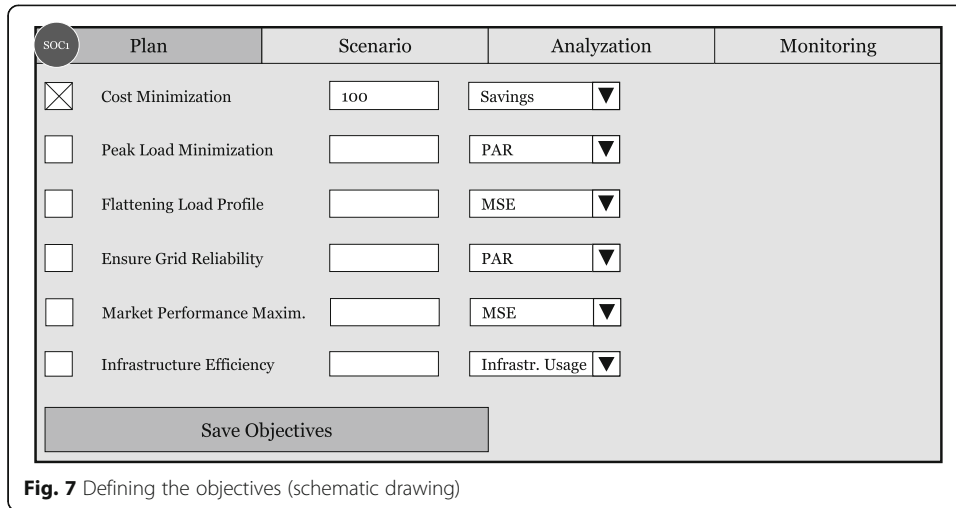 SOC1 Plan Scenario Analyzation Monitoring
Cost Minimization 100 Savings
Peak Load Minimization PAR
Flattening Load Profile MSE
Ensure Grid Reliability PAR
Market Performance Maxim. MSE
Infrastructure Efficiency Infrastr. Usage
Save Objectives
Fig. 7 Defining the objectives (schematic drawing)